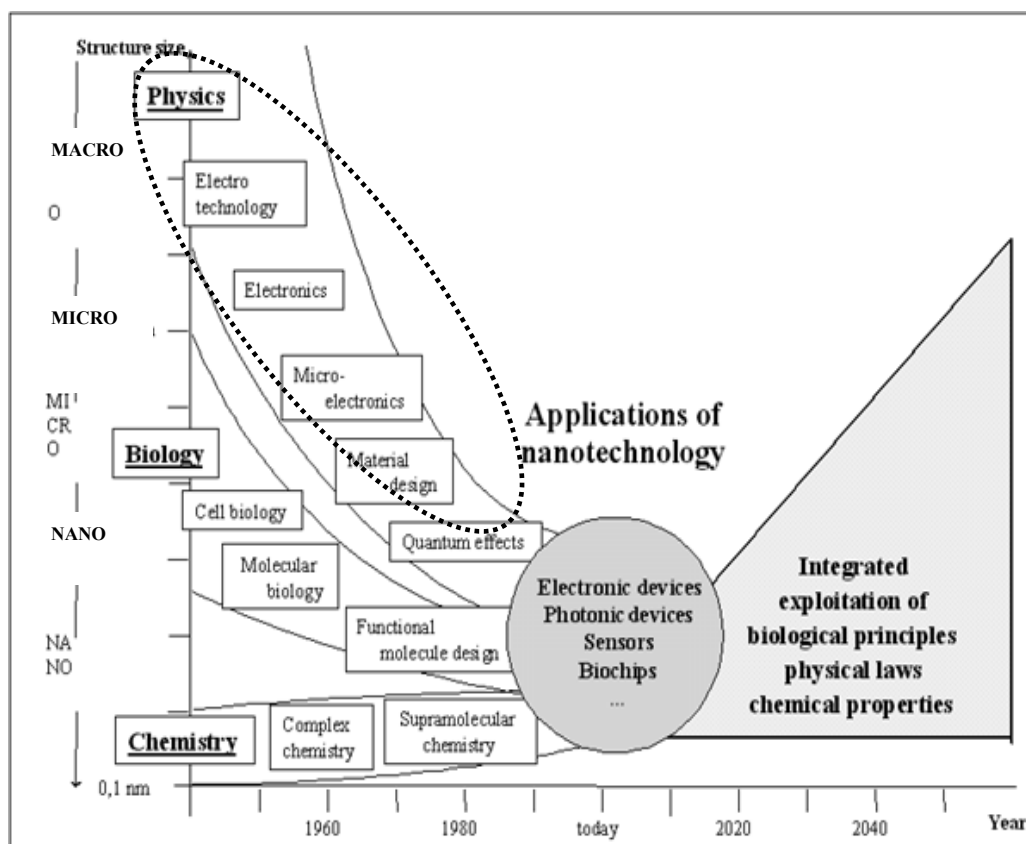 Structure size
Physics
MACRO
Electro
technology
O
Electronics
MICRO
Micro-
electronics
MI
CR
O
Applications of
nanotechnology
Biology
Material
design
Cell biology
NANO
Quantum effects
Molecular
biology
Electronic devices
Photonic devices
Sensors
Biochips
...
Integrated
exploitation of
biological principles
physical laws
chemical properties
Functional
molecule design
NA
NO
Chemistry
Complex
chemistry
Supramolecular
chemistry
0,1 nm
1960
1980
today
2020
2040
Year